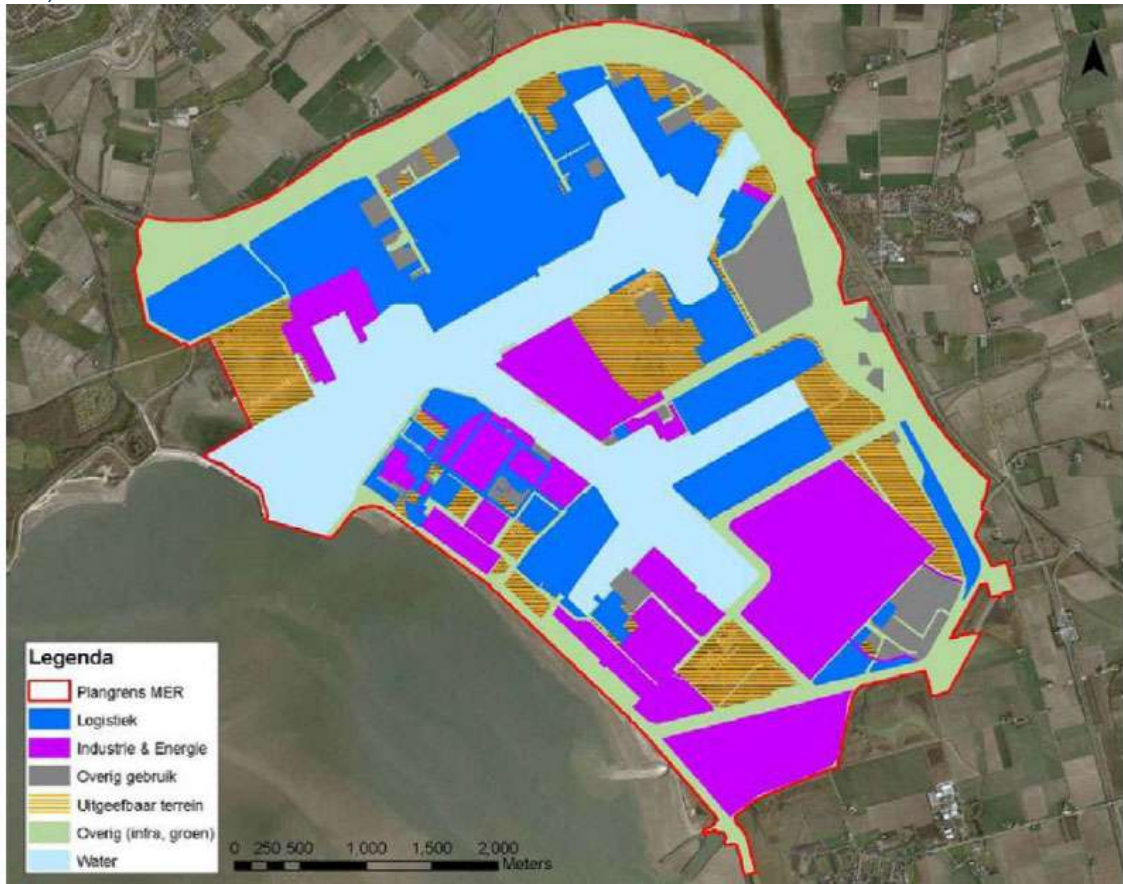 N
Legenda
Plangrens MER
Logistiek
Industrie & Energie
Overig gebruik
Uitgeefbaar terrein
Overig (infra, groen)
Water
0 250 500 1,000 1,500 2,000
Meters